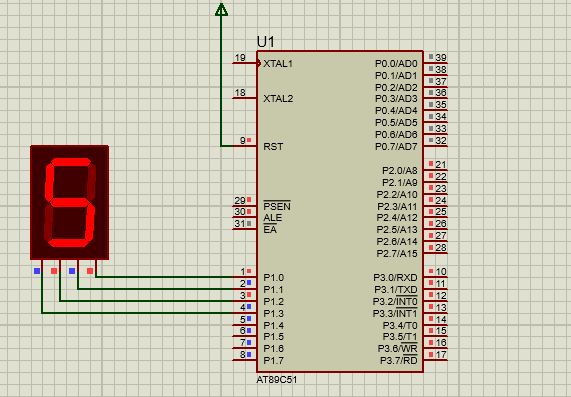 U1
19 XTAL1 P0.0/AD0 39
P0.1/AD1 38
P0.2/AD2 37
18 XTAL2 P0.3/AD3 36
P0.4/AD4 35
P0.5/AD5 34
P0.6/AD6 33
9 RST P0.7/AD7 32
P2.0/A8 21
P2.1/A9 22
P2.2/A10 23
29 PSEN P2.3/A11 24
30 ALE P2.4/A12 25
31 EA P2.5/A13 26
P2.6/A14 27
P2.7/A15 28
1 P1.0 P3.0/RXD 10
2 P1.1 P3.1/TXD 11
3 P1.2 P3.2/INT0 12
4 P1.3 P3.3/INT1 13
5 P1.4 P3.4/T0 14
6 P1.5 P3.5/T1 15
7 P1.6 P3.6/WR 16
8 P1.7 P3.7/RD 17
AT89C51
9